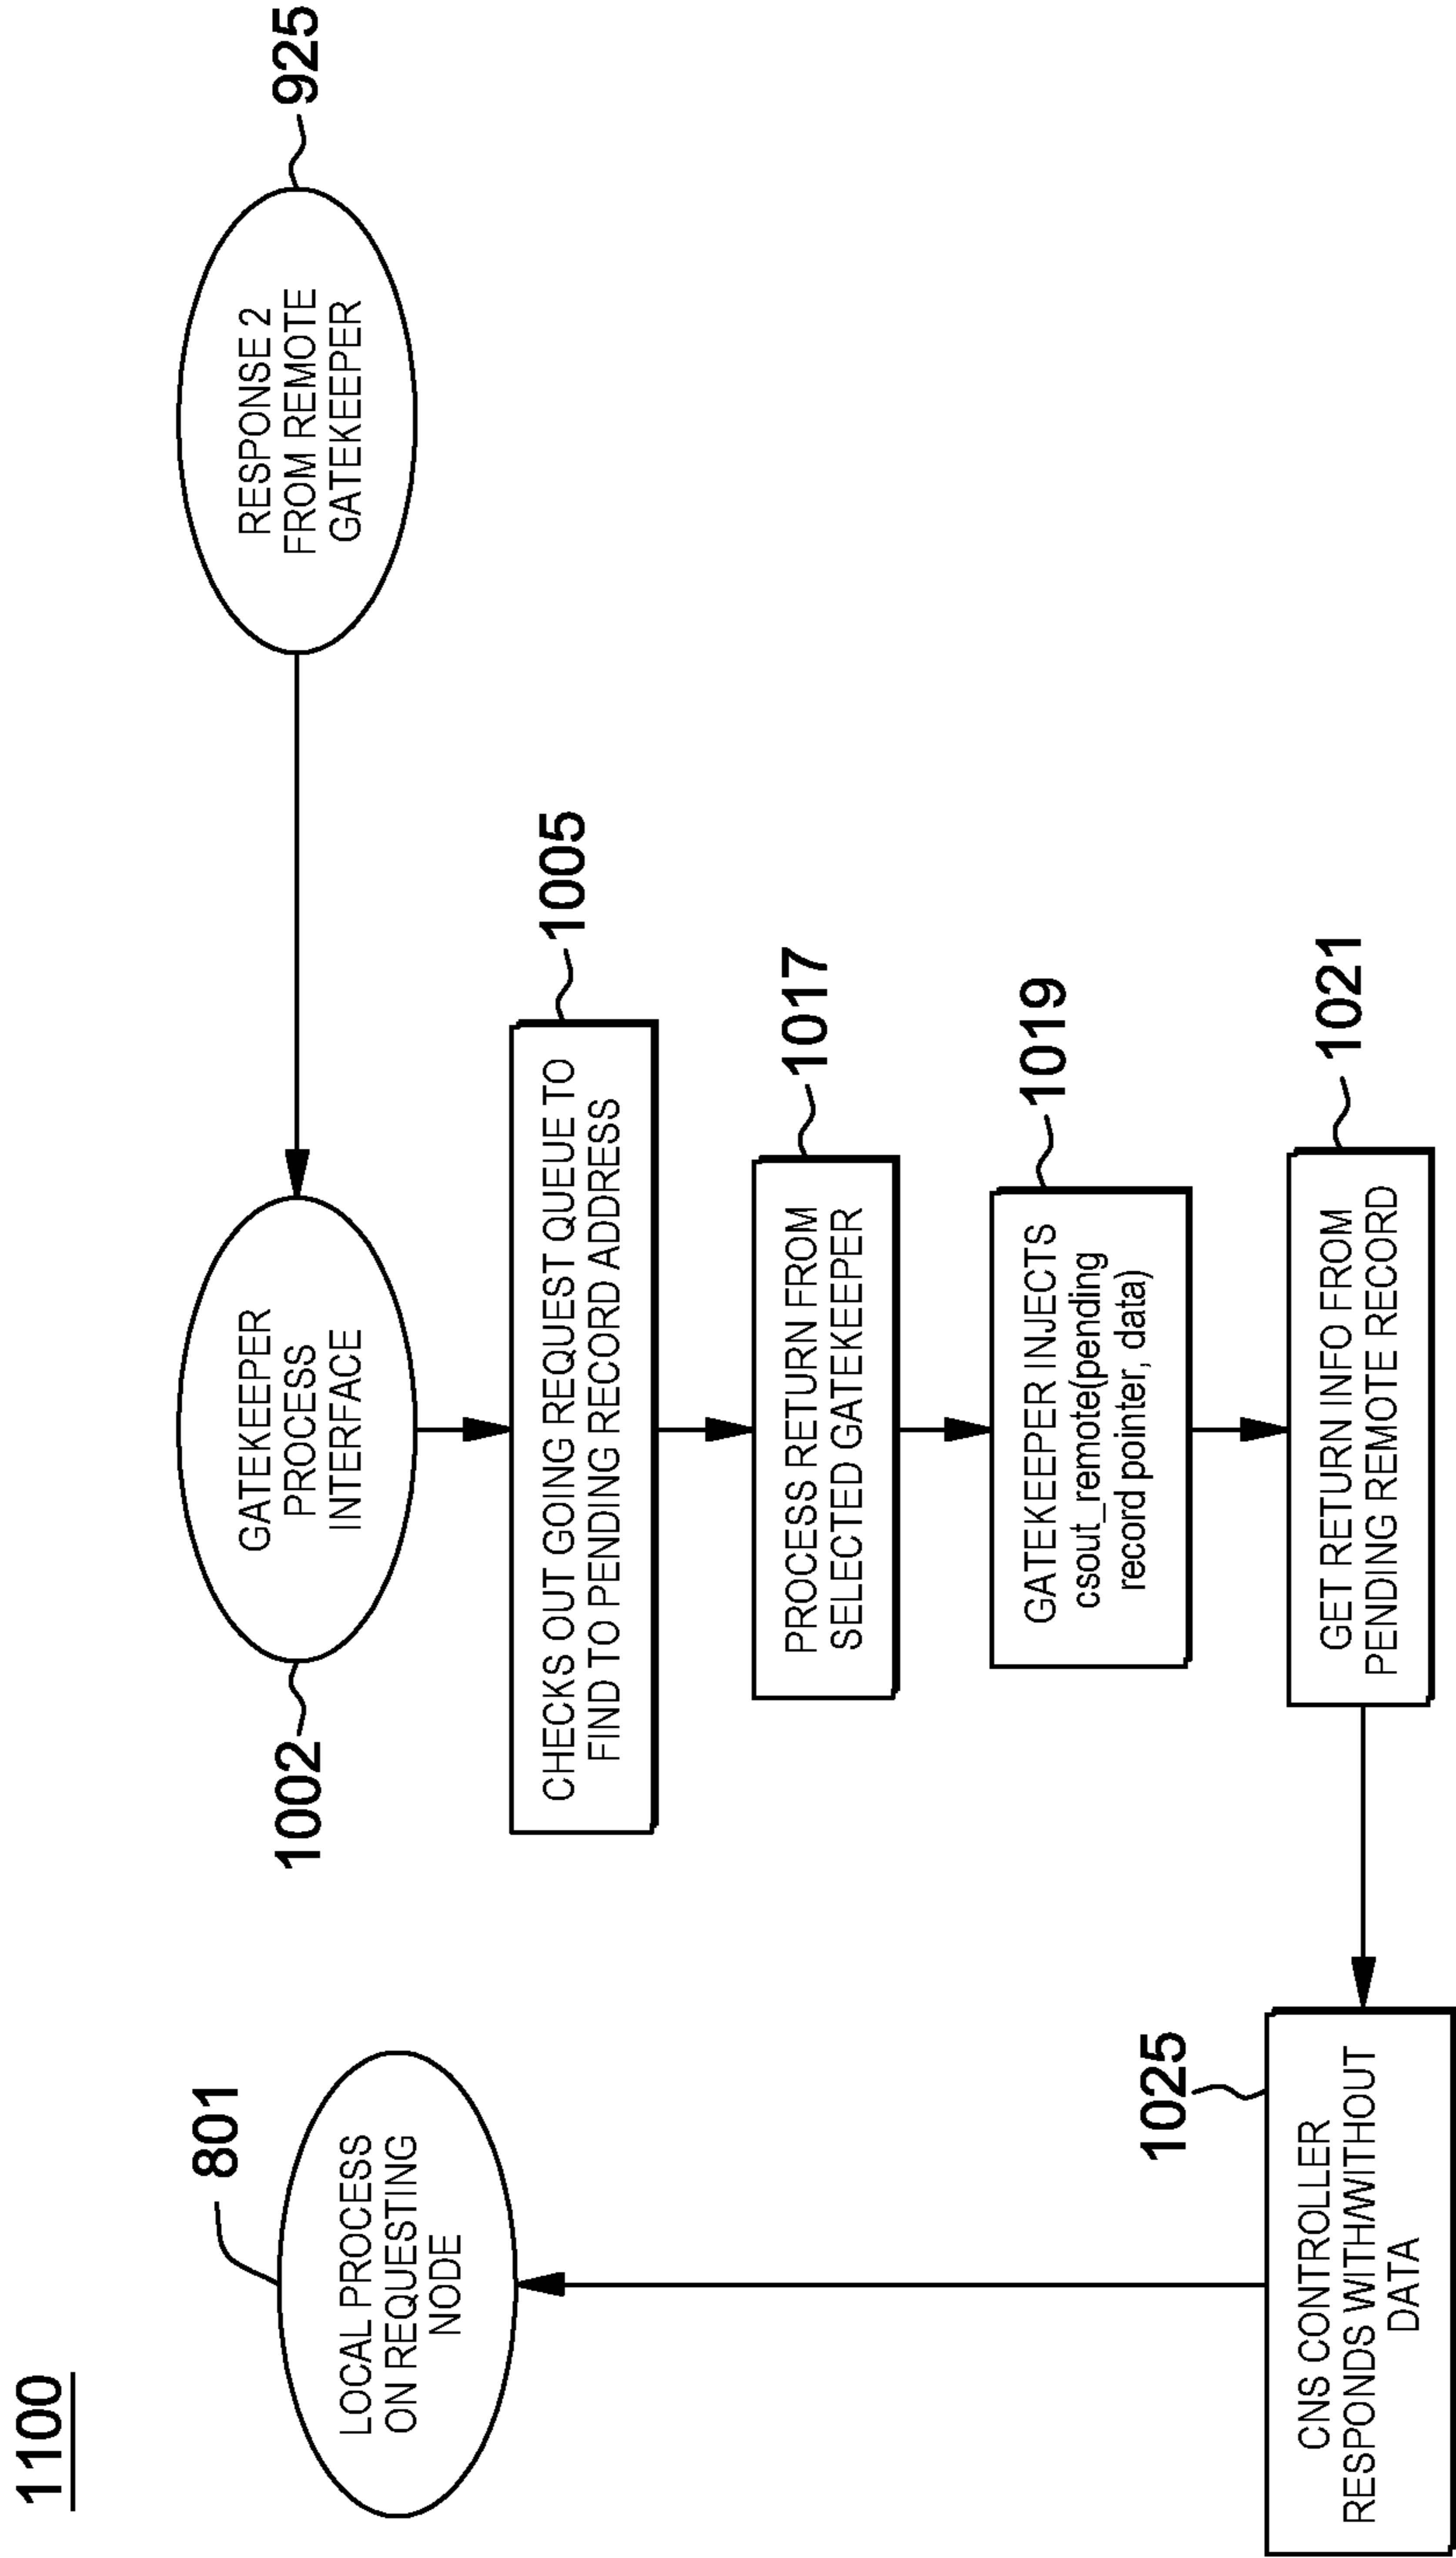 1100
801
LOCAL PROCESS
ON REQUESTING
NODE
1002
GATEKEEPER
PROCESS
INTERFACE
RESPONSE 2
FROM REMOTE
GATEKEEPER
925
CHECKS OUT GOING REQUEST QUEUE TO
FIND TO PENDING RECORD ADDRESS
1005
PROCESS RETURN FROM
SELECTED GATEKEEPER
1017
GATEKEEPER INJECTS
csout_remote(pending
record pointer, data)
1019
1025
CNS CONTROLLER
RESPONDS WITH/WITHOUT
DATA
GET RETURN INFO FROM
PENDING REMOTE RECORD
1021